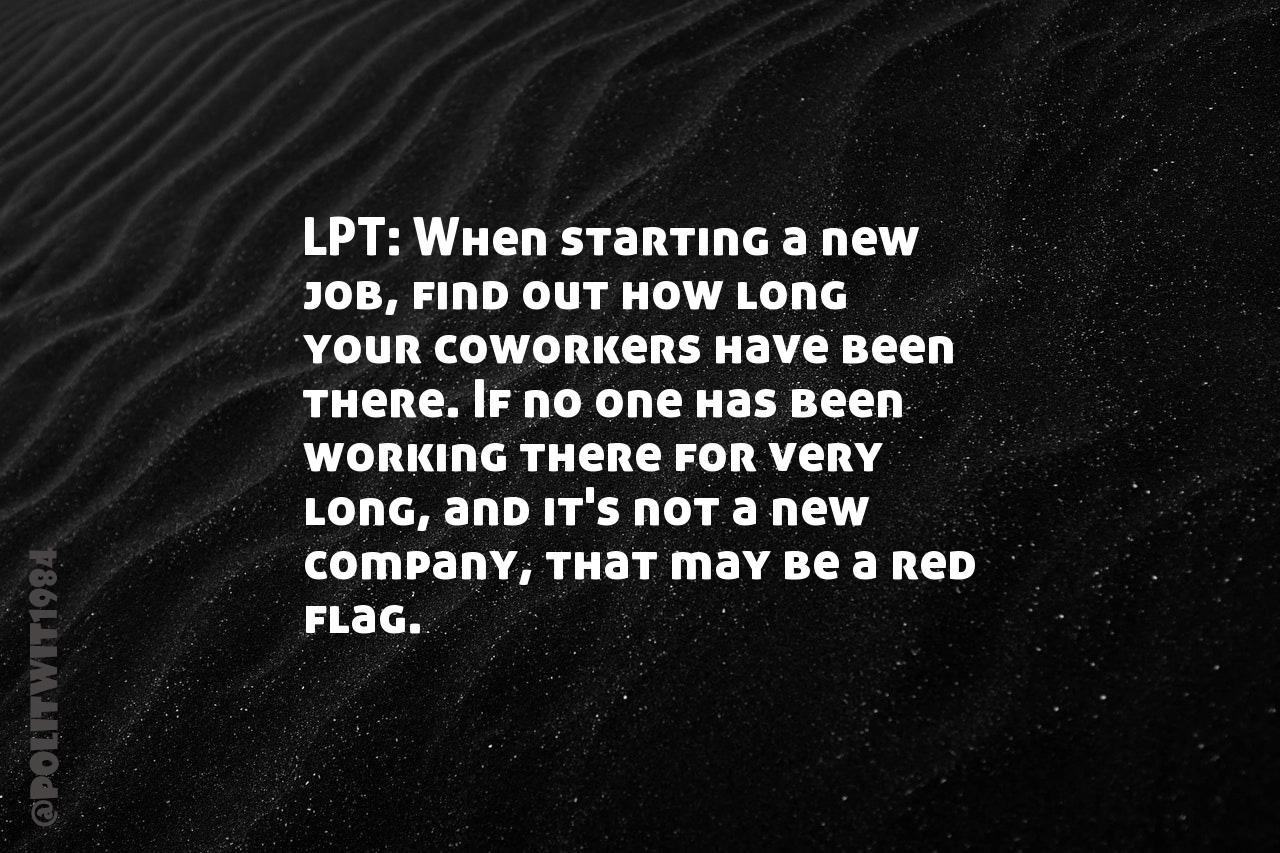 LPT: When starting a new
job, find out how long
your coworkers have been
there. If no one has been
working there for very
long, and it's not a new
company, that may be a red
flag.
@POLITWIT1984